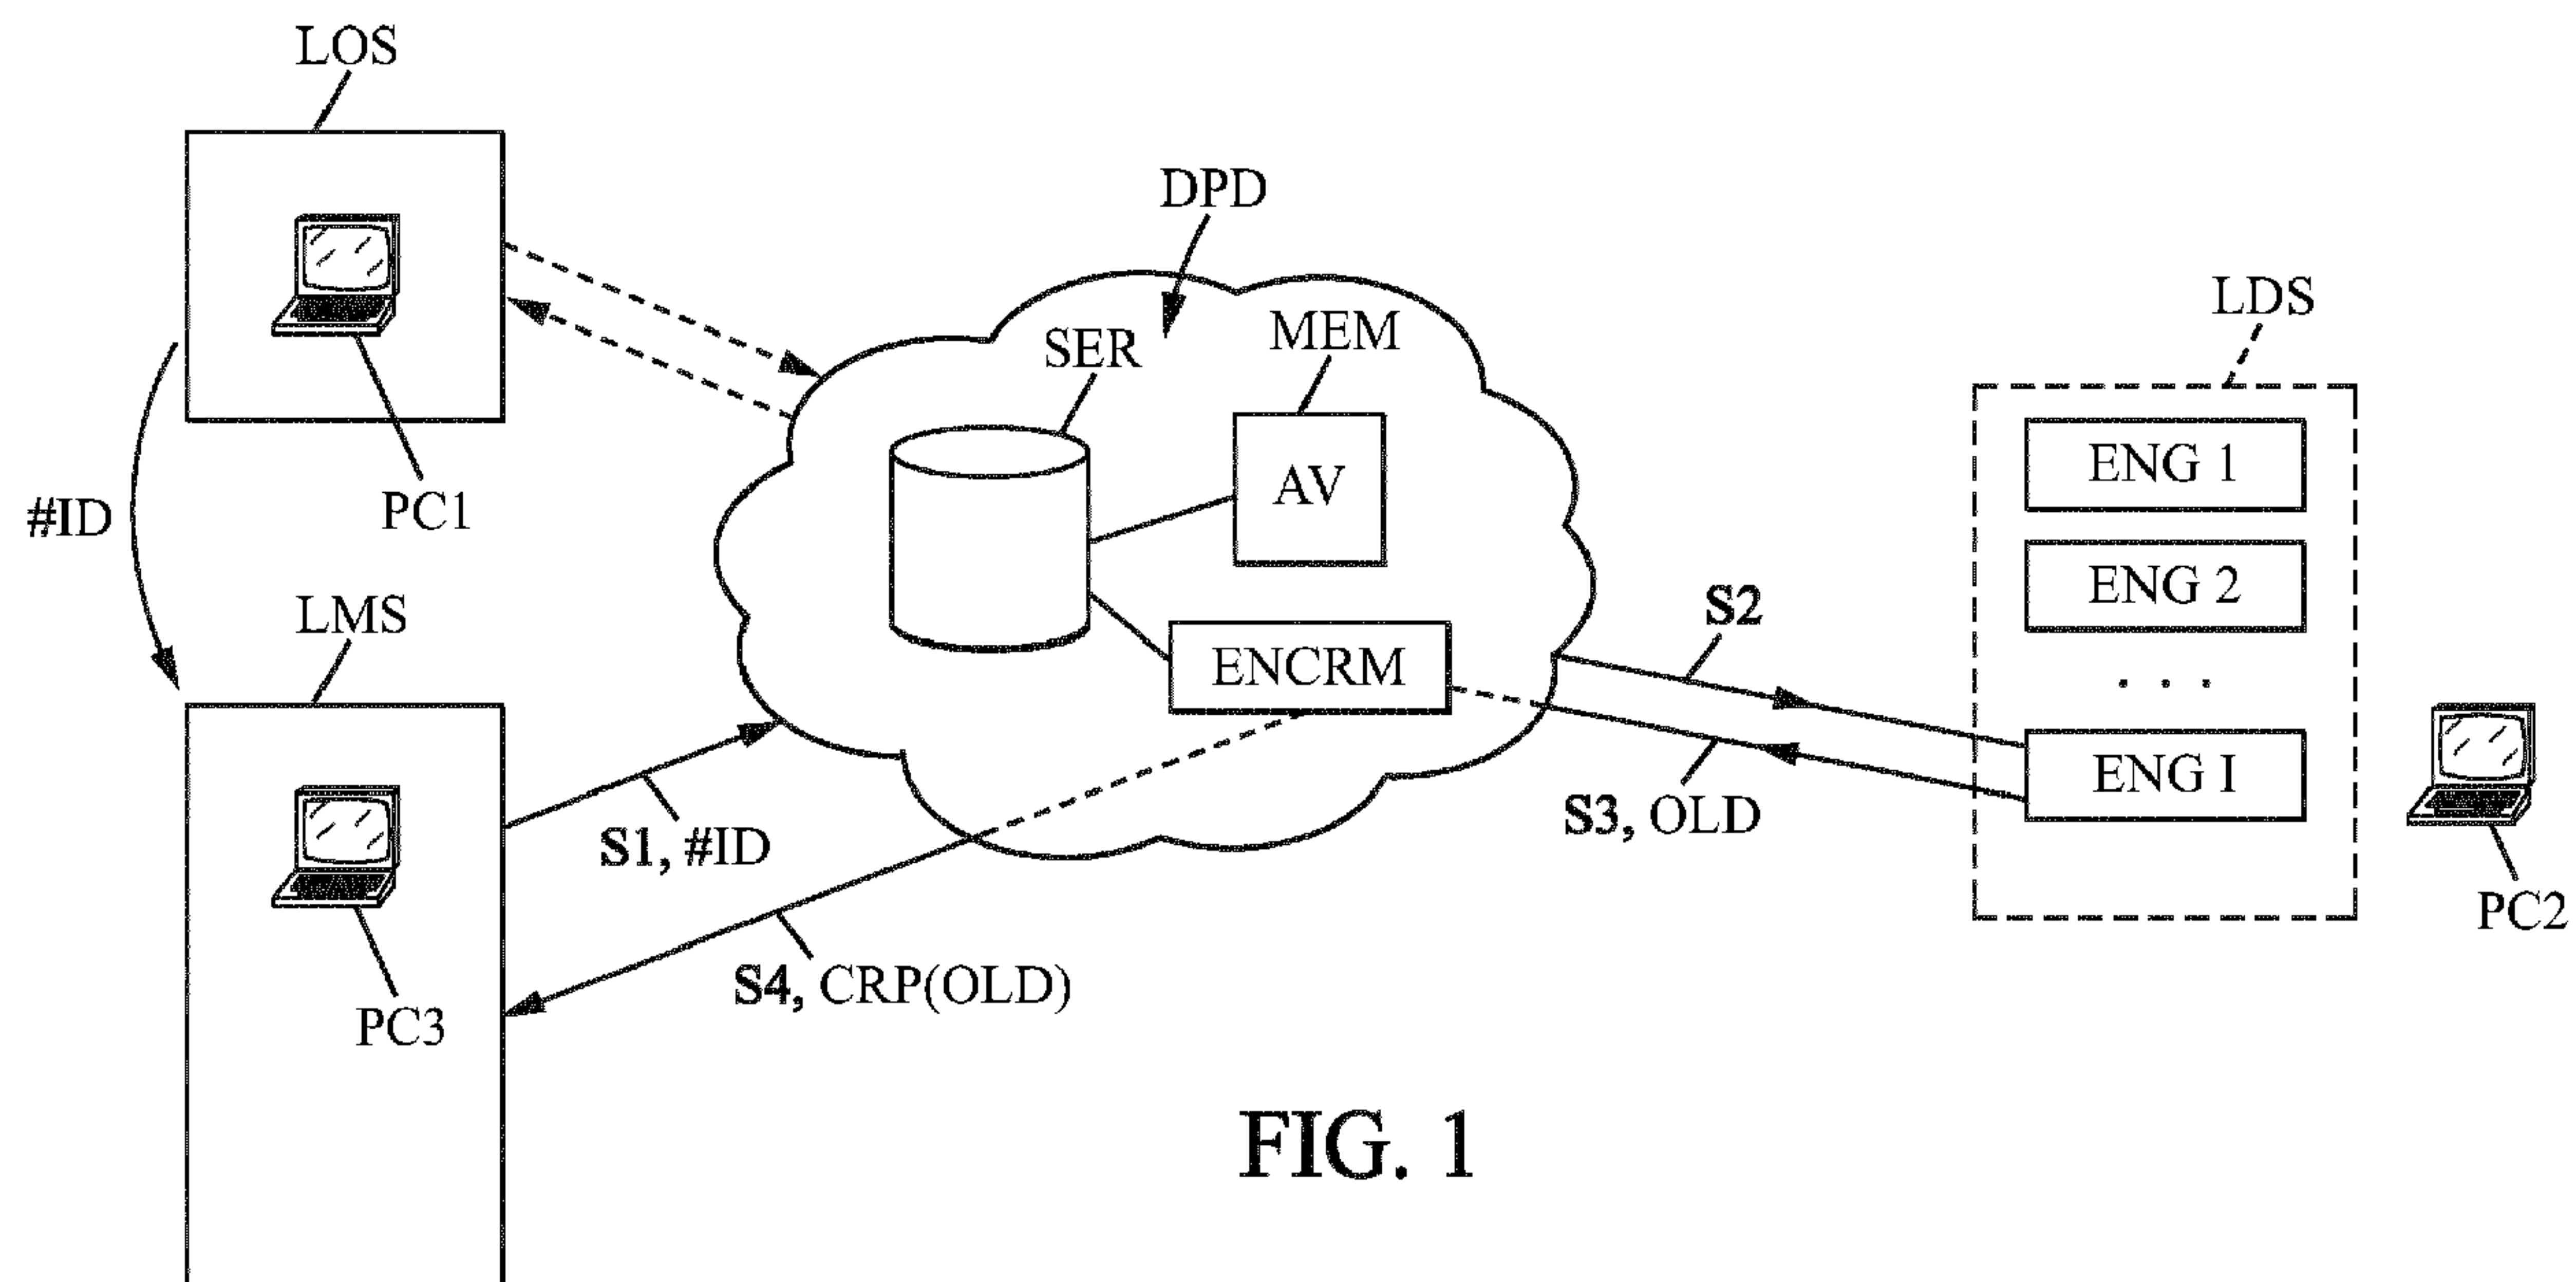 LOS
DPD
LDS
SER
MEM
AV
ENG 1
PC1
#ID
ENG 2
LMS
S2
ENCRM
. . .
ENG I
S1, #ID
S3, OLD
PC2
S4, CRP(OLD)
PC3
FIG. 1